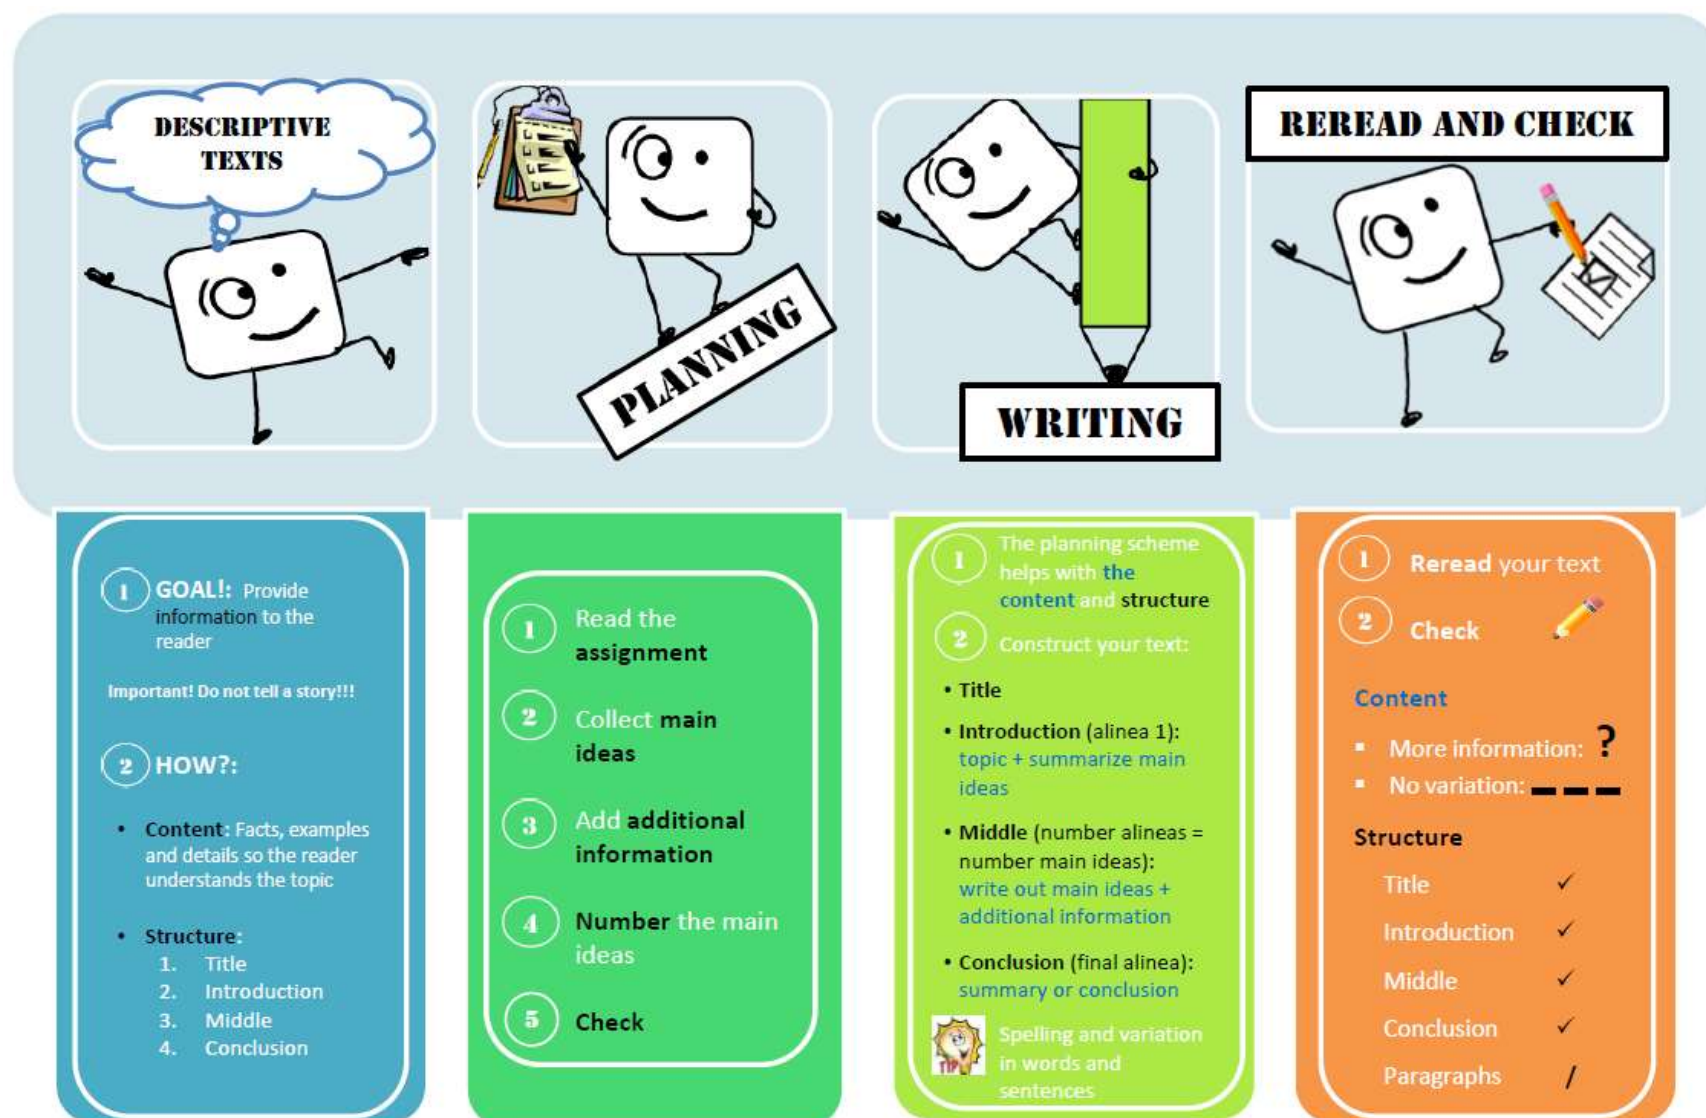 DESCRIPTIVE
TEXTS
PLANNING
WRITING
REREAD AND CHECK
1 GOAL!: Provide
information to the
reader
Important! Do not tell a story!!!
2 HOW?:
• Content: Facts, examples
and details so the reader
understands the topic
• Structure:
1. Title
2. Introduction
3. Middle
4. Conclusion
1 Read the
assignment
2 Collect main
ideas
3 Add additional
information
4 Number the main
ideas
5 Check
1 The planning scheme
helps with the
content and structure
2 Construct your text:
• Title
• Introduction (alinea 1):
topic + summarize main
ideas
• Middle (number alineas =
number main ideas):
write out main ideas +
additional information
• Conclusion (final alinea):
summary or conclusion
TIP
Spelling and variation
in words and
sentences
1 Reread your text
2 Check
Content
▪ More information: ?
▪ No variation: ▬ ▬ ▬
Structure
Title ✓
Introduction ✓
Middle ✓
Conclusion ✓
Paragraphs /